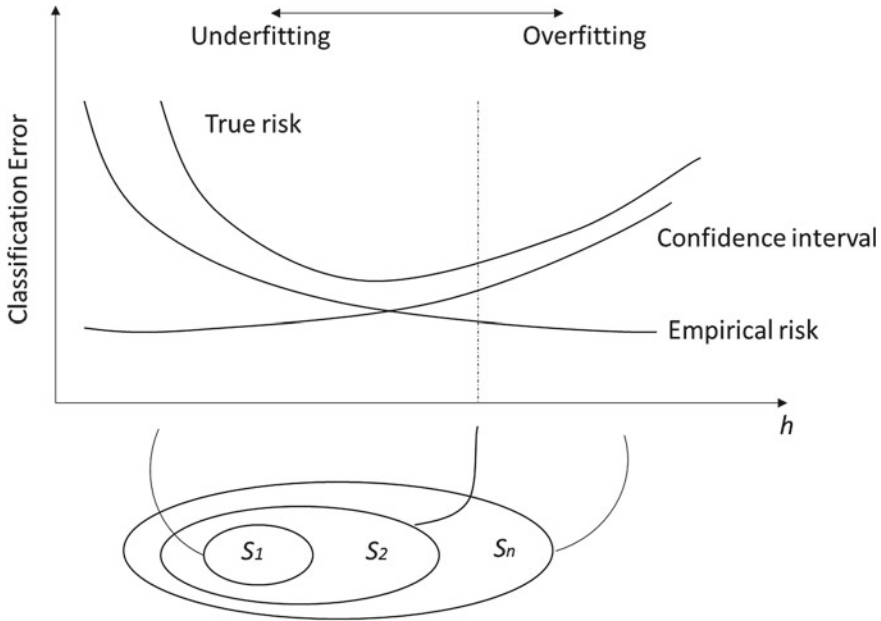 Underfitting
Overfitting
True risk
Classification Error
Confidence interval
Empirical risk
h
S1
S2
Sn